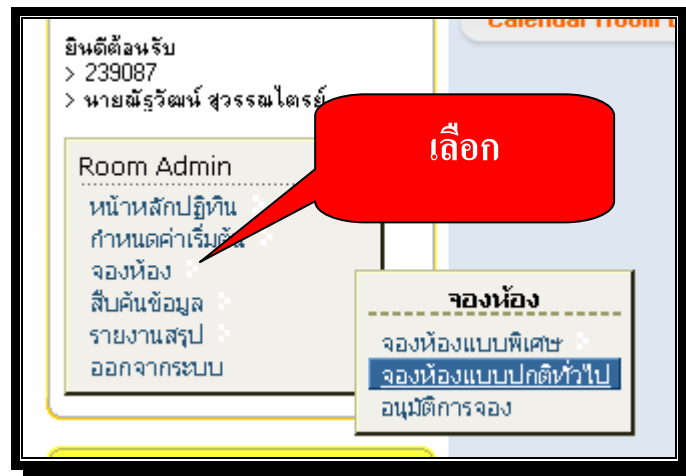 Calendar Room
ยินดีต้อนรับ
> 239087
> นายณัฐวัฒน์ สุวรรณไตรย์
เลือก
Room Admin
หน้าหลักปฏิทิน
กำหนดค่าเริ่มต้น
จองห้อง
สืบค้นข้อมูล
รายงานสรุป
ออกจากระบบ
จองห้อง
จองห้องแบบพิเศษ
จองห้องแบบปกติทั่วไป
อนุมัติการจอง